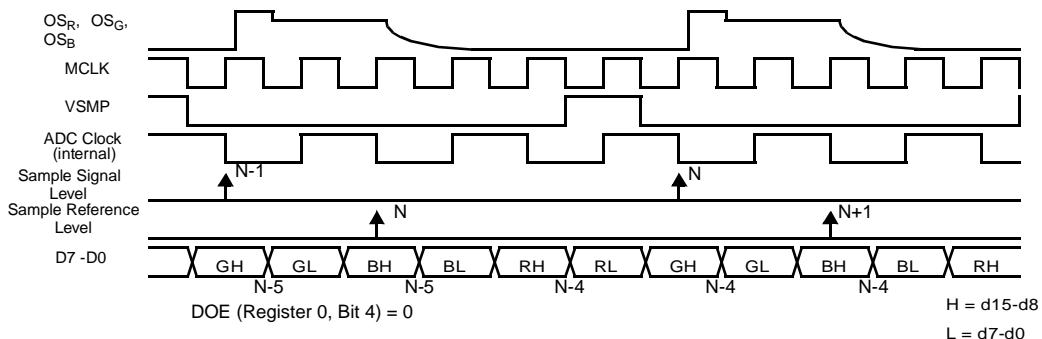 OSR, OSG,
OSB
MCLK
VSMP
ADC Clock
(internal)
Sample Signal
Level
N-1
N
Sample Reference
Level
N
N+1
D7 -D0
GH GL BH BL RH RL GH GL BH BL RH
N-5 N-5 N-4 N-4 N-4
DOE (Register 0, Bit 4) = 0
H = d15-d8
L = d7-d0